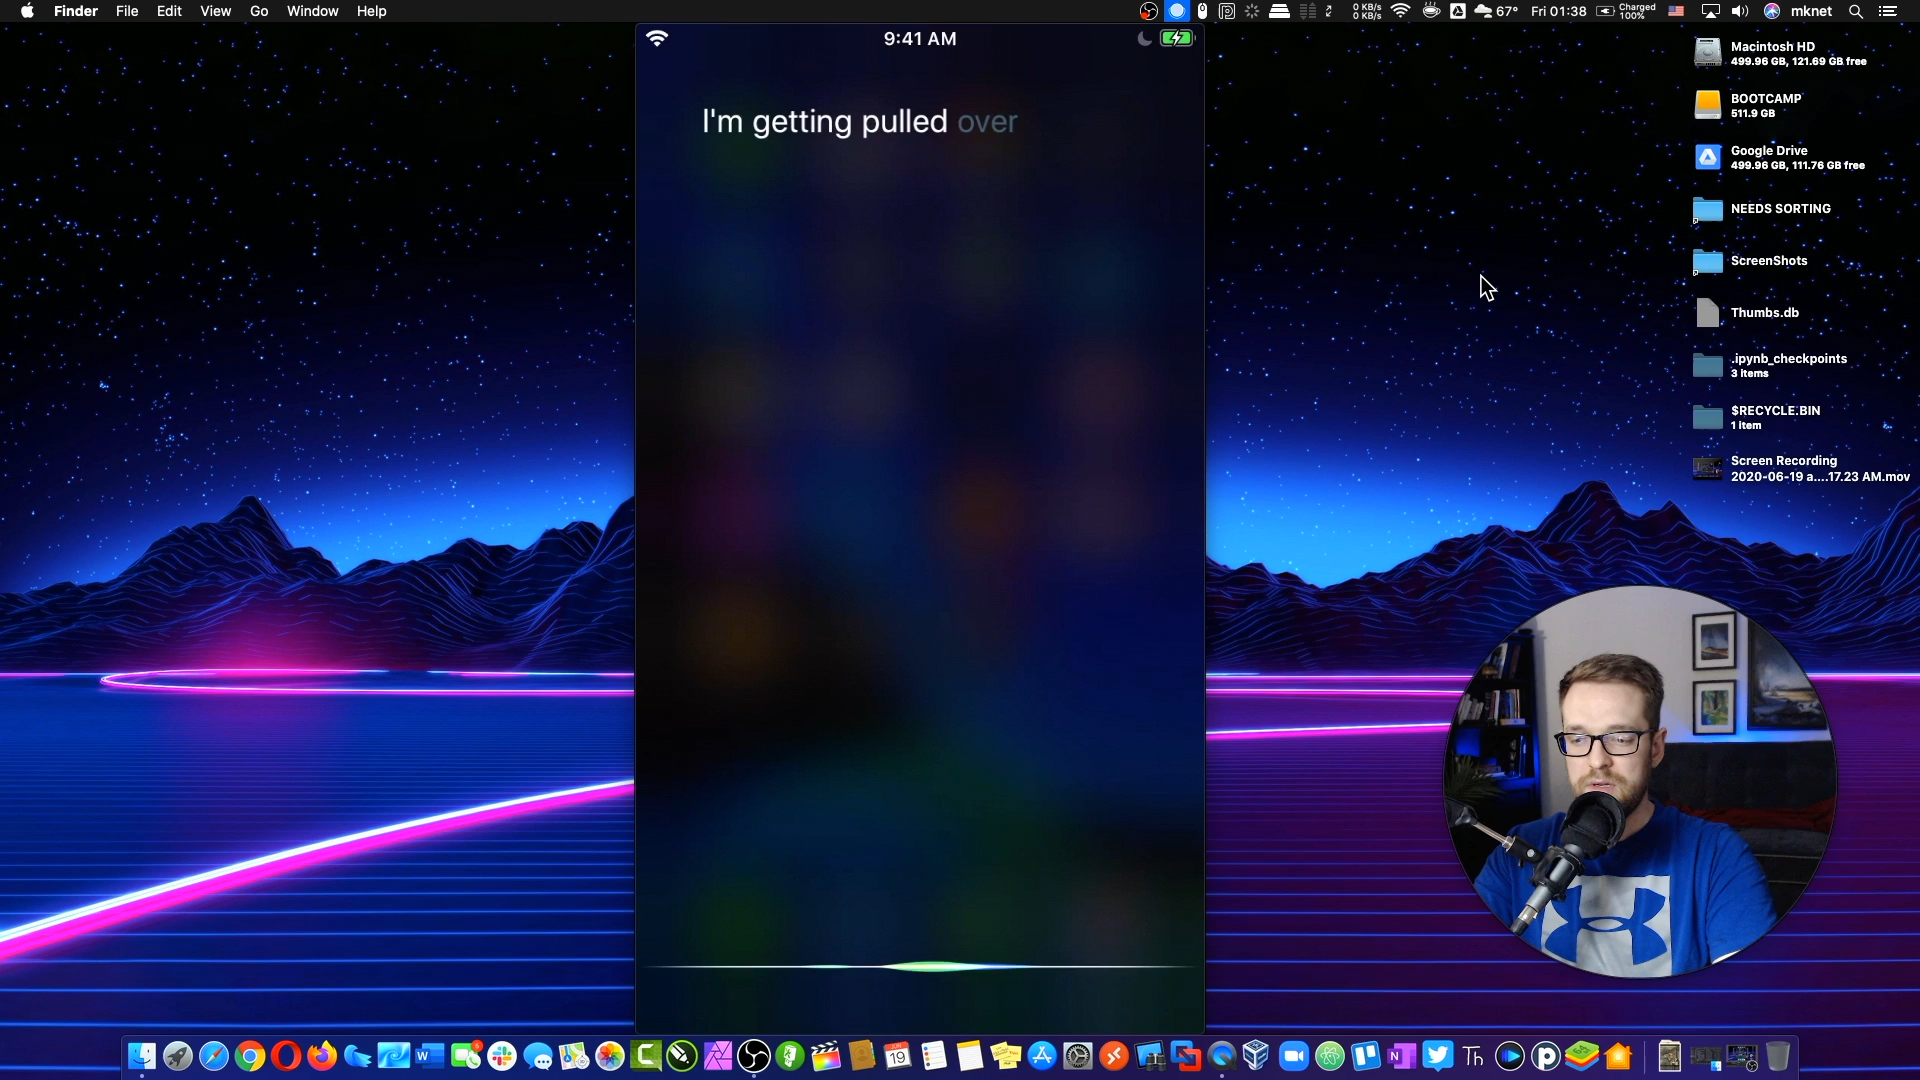 Finder File Edit View Go Window Help
0 KB/s
0 KB/s
67°
Fri 01:38
Charged
100%
mknet
9:41 AM
I'm getting pulled over
Macintosh HD
499.96 GB, 121.69 GB free
BOOTCAMP
511.9 GB
Google Drive
499.96 GB, 111.76 GB free
NEEDS SORTING
ScreenShots
Thumbs.db
.ipynb_checkpoints
3 items
$RECYCLE.BIN
1 item
Screen Recording
2020-06-19 a....17.23 AM.mov
W
JUN
19
N
Th